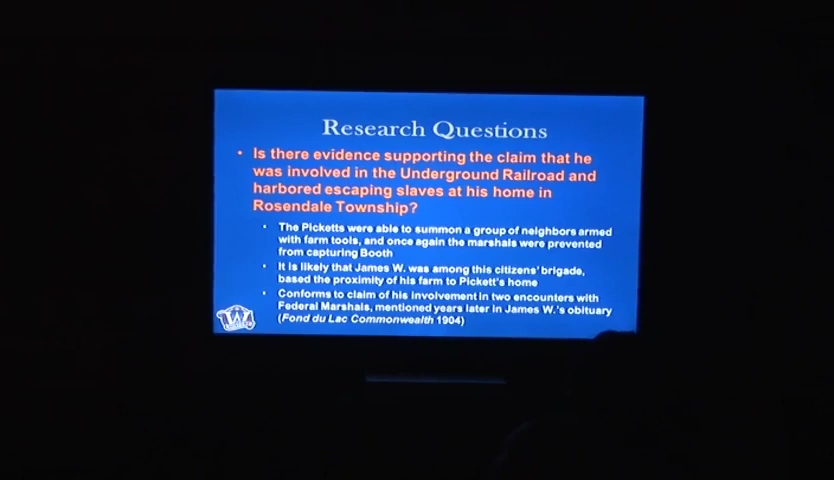 Research Questions
• Is there evidence supporting the claim that he
was involved in the Underground Railroad and
harbored escaping slaves at his home in
Rosendale Township?
• The Picketts were able to summon a group of neighbors armed
with farm tools, and once again the marshals were prevented
from capturing Booth
• It is likely that James W. was among this citizens' brigade,
based the proximity of his farm to Pickett's home
• Conforms to claim of his involvement in two encounters with
Federal Marshals, mentioned years later in James W.'s obituary
(Fond du Lac Commonwealth 1904)
W